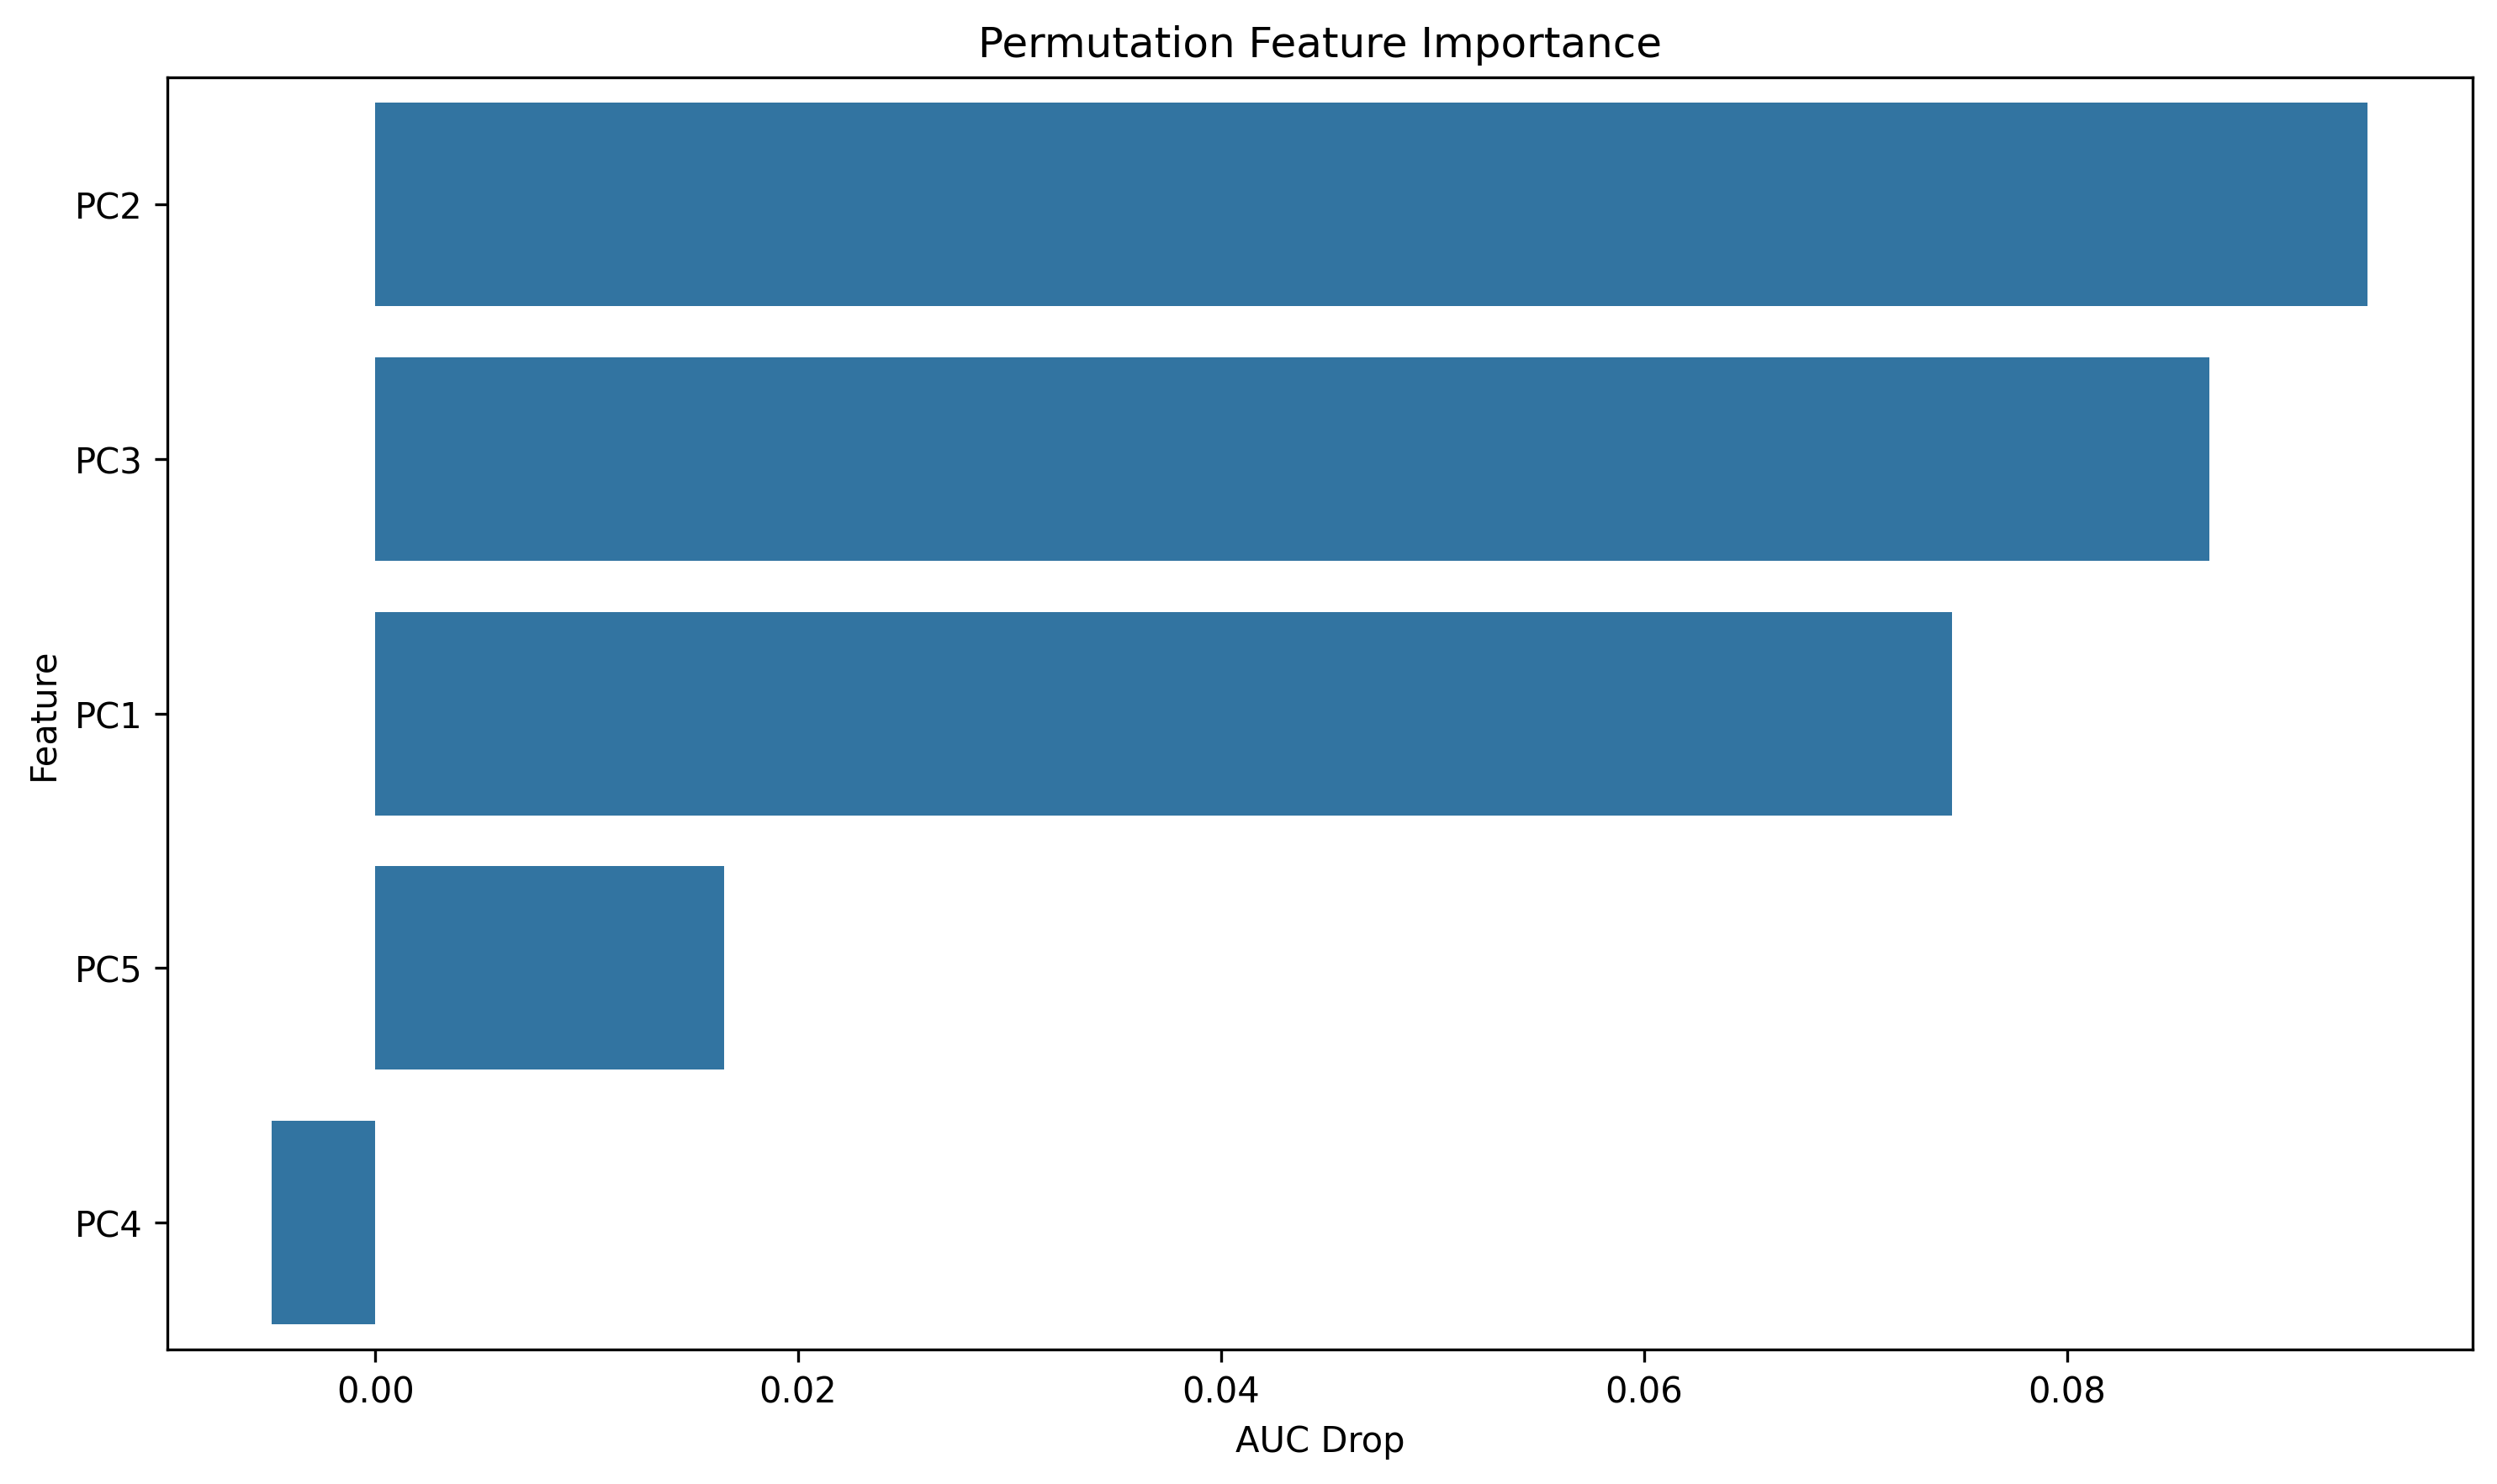 Permutation Feature Importance
Feature
PC2
PC3
PC1
PC5
PC4
0.00 0.02 0.04 0.06 0.08
AUC Drop